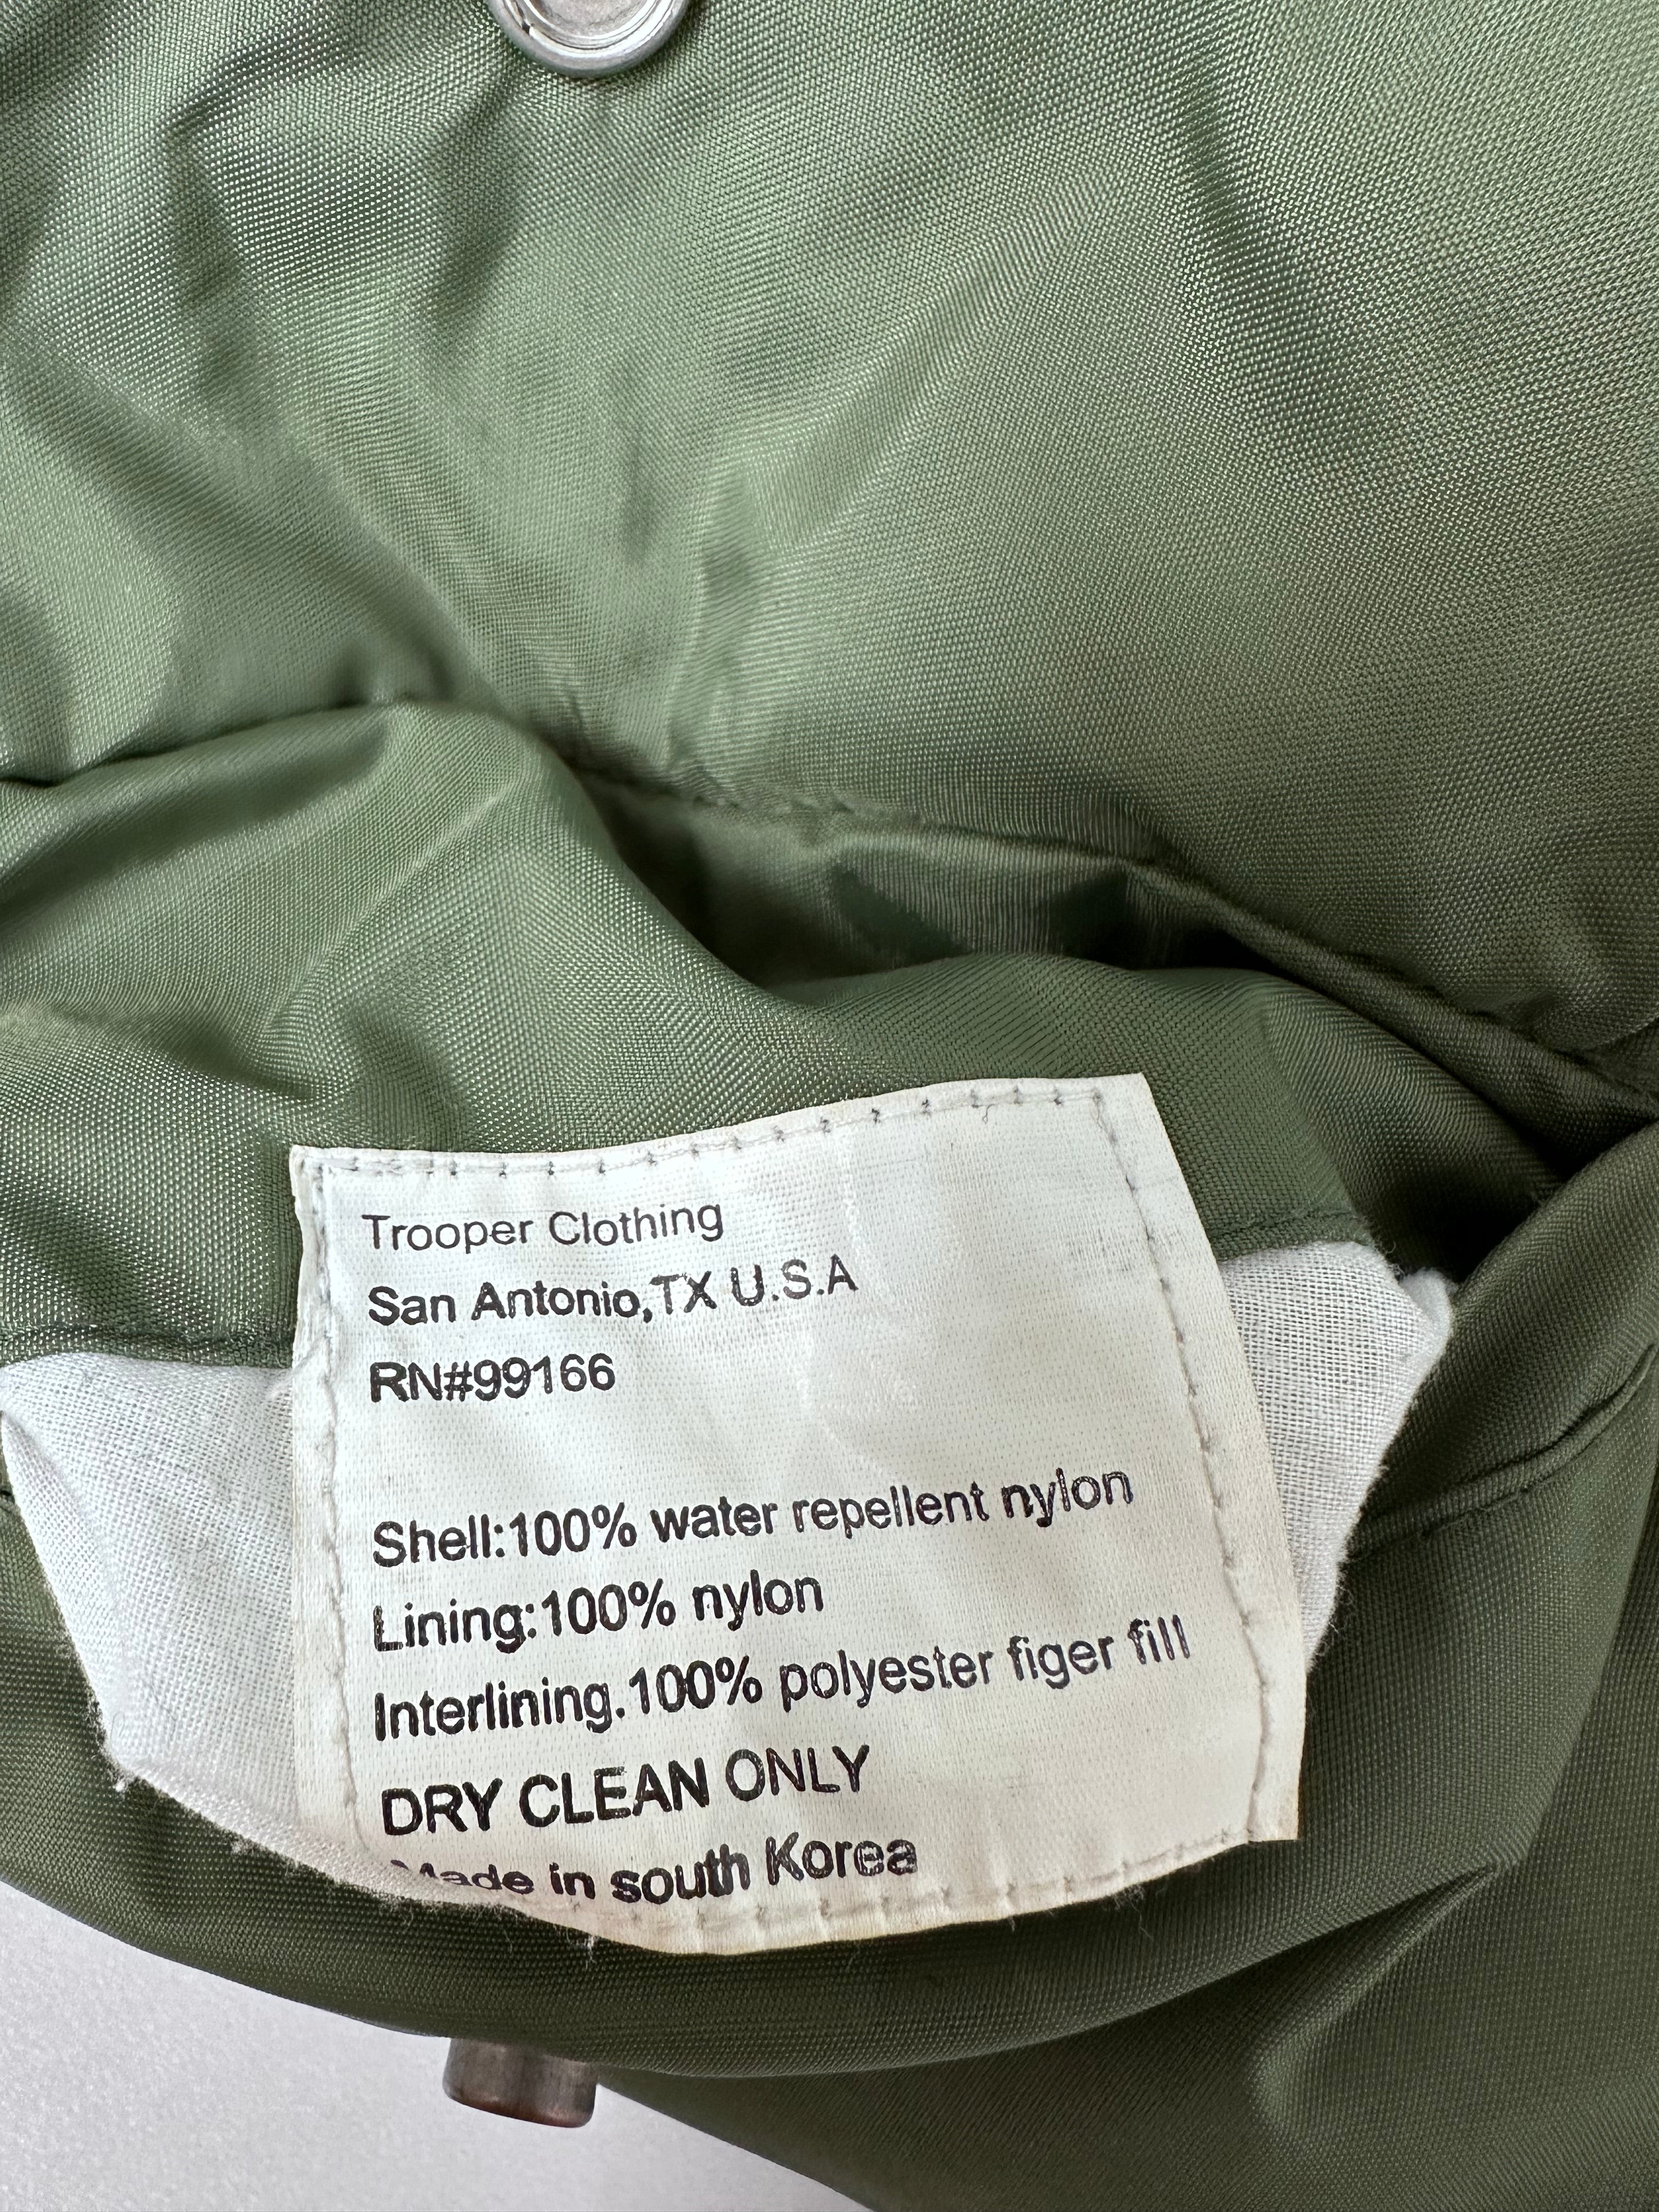 Trooper Clothing
San Antonio,TX U.S.A
RN#99166
Shell:100% water repellent nylon
Lining:100% nylon
Interlining.100% polyester figer fill
DRY CLEAN ONLY
Made in south Korea